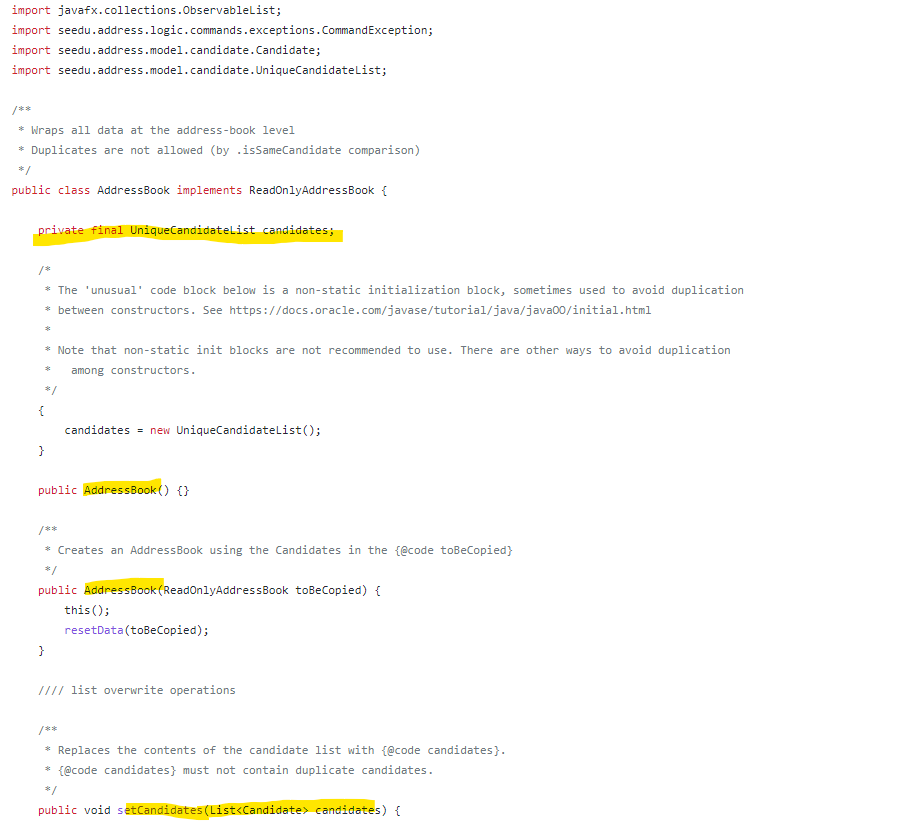 import javafx.collections.ObservableList;
import seedu.address.logic.commands.exceptions.CommandException;
import seedu.address.model.candidate.Candidate;
import seedu.address.model.candidate.UniqueCandidateList;
/**
* Wraps all data at the address-book level
* Duplicates are not allowed (by .isSameCandidate comparison)
*/
public class AddressBook implements ReadOnlyAddressBook {
private final UniqueCandidateList candidates;
/*
* The 'unusual' code block below is a non-static initialization block, sometimes used to avoid duplication
* between constructors. See https://docs.oracle.com/javase/tutorial/java/javaOO/initial.html
*
* Note that non-static init blocks are not recommended to use. There are other ways to avoid duplication
*   among constructors.
*/
{
candidates = new UniqueCandidateList();
}
public AddressBook() {}
/**
* Creates an AddressBook using the Candidates in the {@code toBeCopied}
*/
public AddressBook(ReadOnlyAddressBook toBeCopied) {
this();
resetData(toBeCopied);
}
//// list overwrite operations
/**
* Replaces the contents of the candidate list with {@code candidates}.
* {@code candidates} must not contain duplicate candidates.
*/
public void setCandidates(List<Candidate> candidates) {